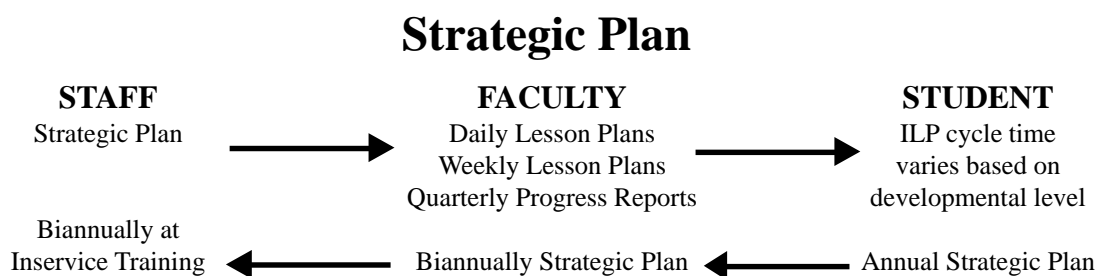 Strategic Plan
STAFF
Strategic Plan
FACULTY
Daily Lesson Plans
Weekly Lesson Plans
Quarterly Progress Reports
STUDENT
ILP cycle time
varies based on
developmental level
Biannually at
Inservice Training
Biannually Strategic Plan
Annual Strategic Plan